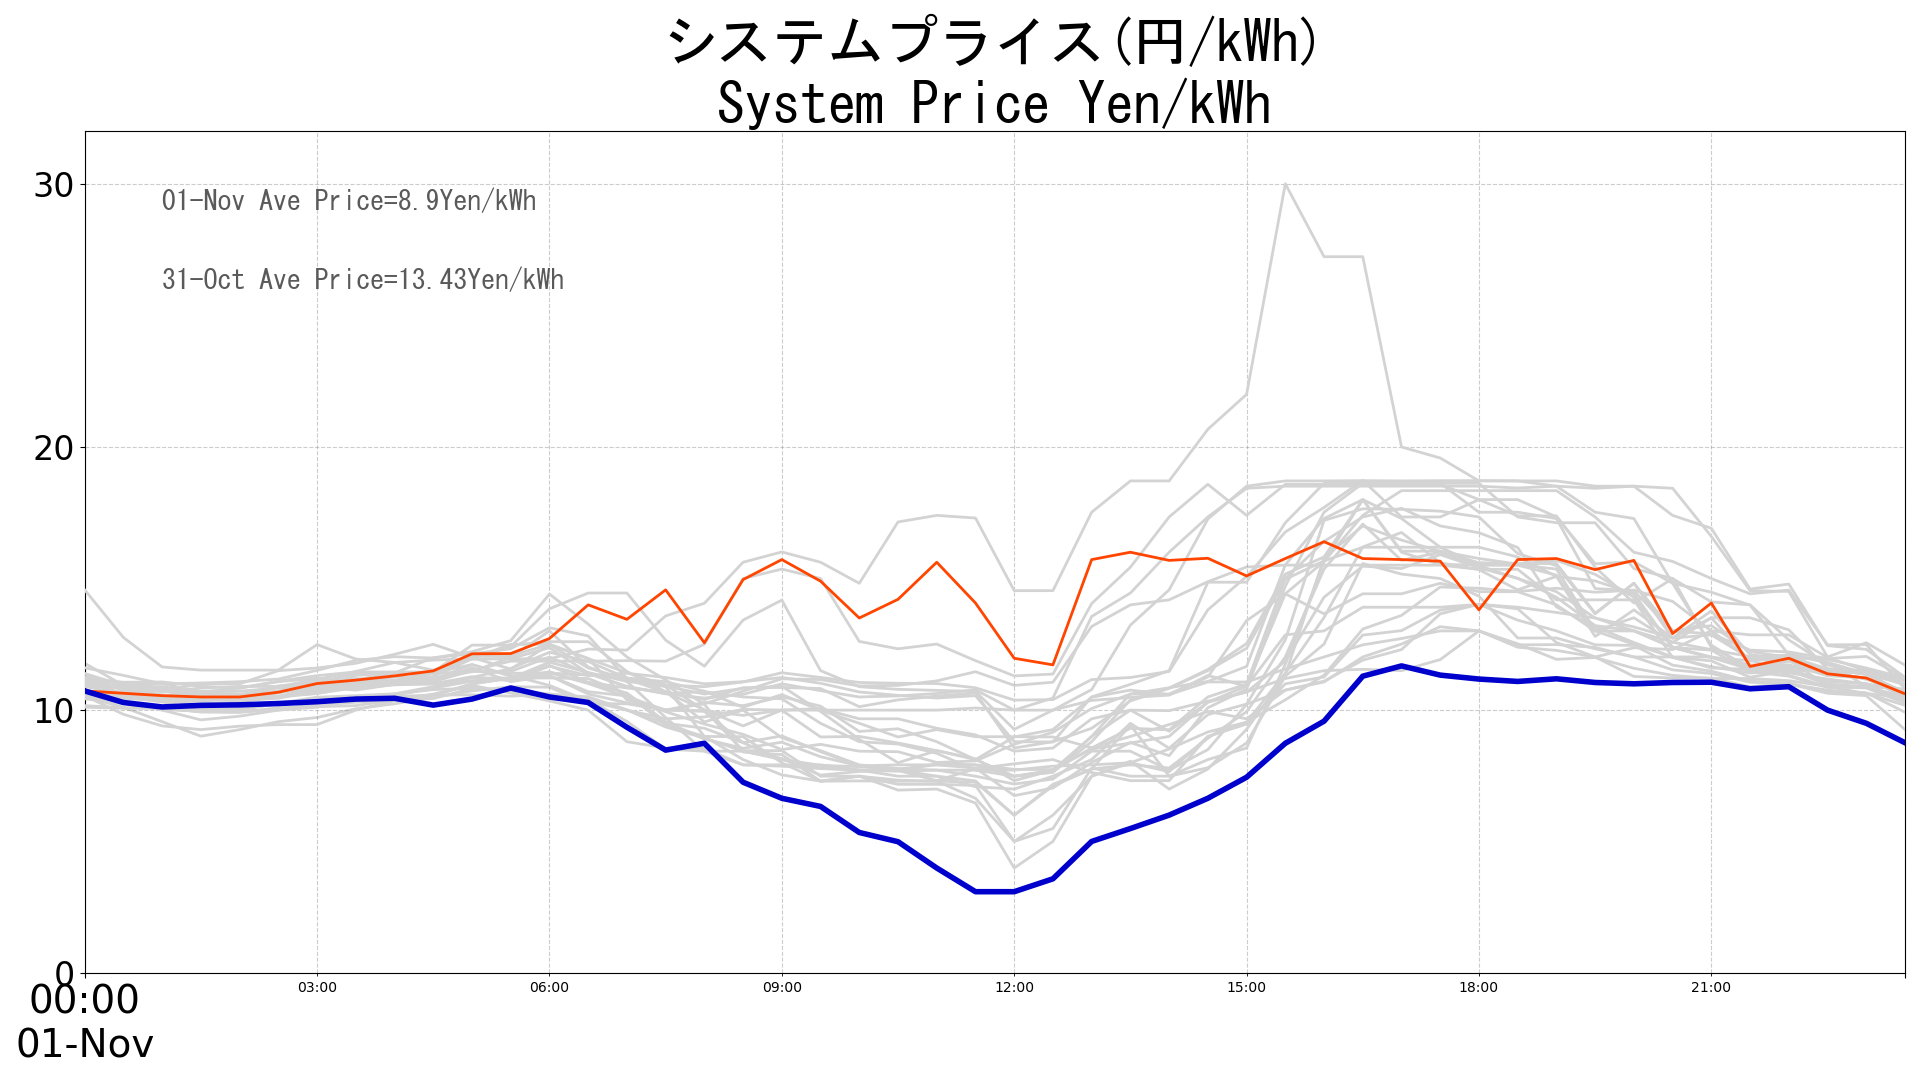 システムプライス(円/kWh)
System Price Yen/kWh
30
01-Nov Ave Price=8.9Yen/kWh
31-Oct Ave Price=13.43Yen/kWh
20
10
0
00:00
03:00
06:00
09:00
12:00
15:00
18:00
21:00
01-Nov